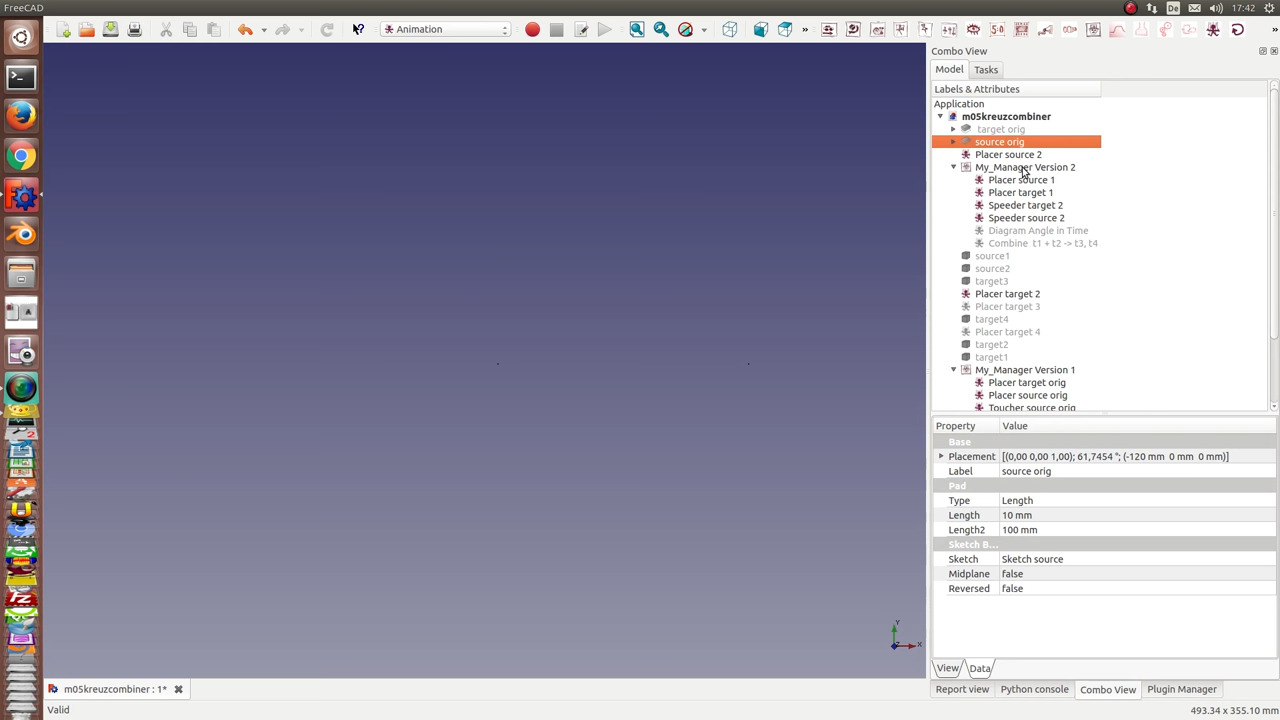 FreeCAD
De
17:42
Animation
Combo View
Model
Tasks
Labels & Attributes
Application
m05kreuzcombiner
target orig
source orig
Placer source 2
My_Manager Version 2
Placer source 1
Placer target 1
Speeder target 2
Speeder source 2
Diagram Angle in Time
Combine t1 + t2 -> t3, t4
source1
source2
target3
Placer target 2
Placer target 3
target4
Placer target 4
target2
target1
My_Manager Version 1
Placer target orig
Placer source orig
Toucher source orig
Property Value
Base
Placement [(0,00 0,00 1,00); 61,7454 °; (-120 mm 0 mm 0 mm)]
Label source orig
Pad
Type Length
Length 10 mm
Length2 100 mm
Sketch B...
Sketch Sketch source
Midplane false
Reversed false
Y
X
View
Data
m05kreuzcombiner : 1*
Report view
Python console
Combo View
Plugin Manager
Valid
493.34 x 355.10 mm